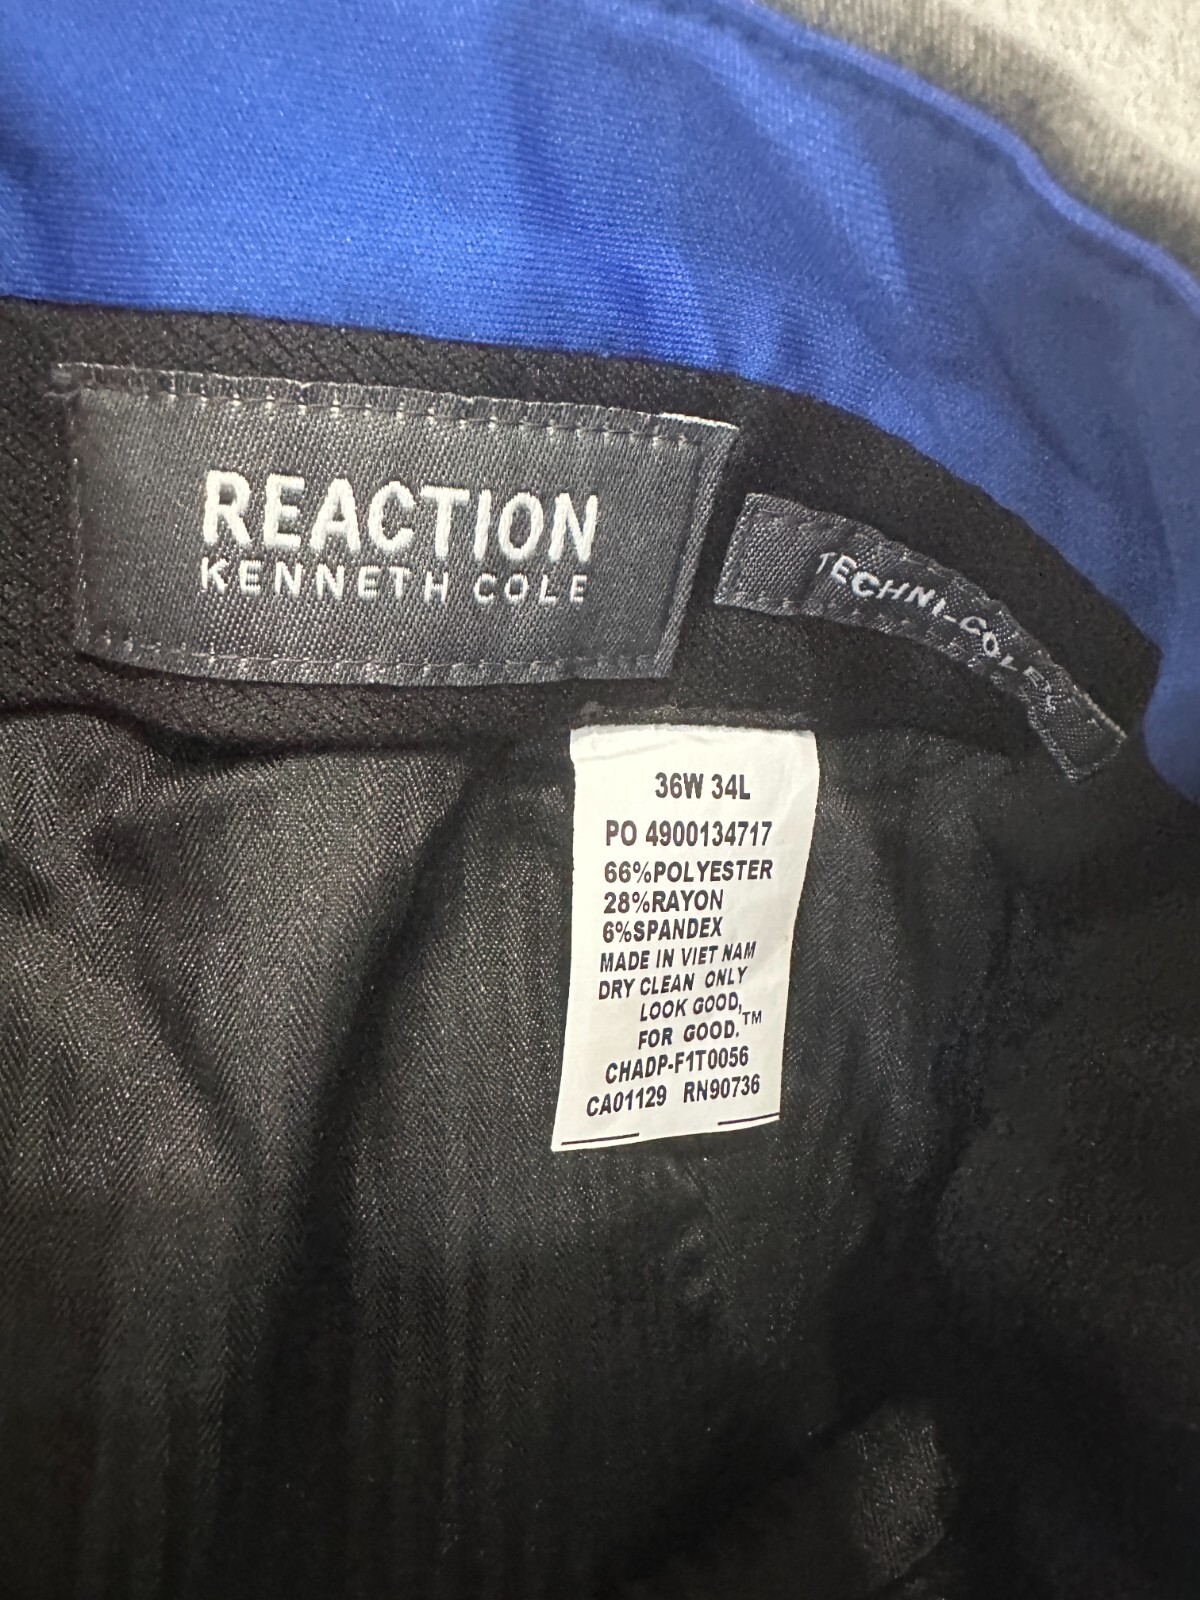 REACTION
KENNETH COLE
TECHNI-COLE
36W 34L
PO 4900134717
66%POLYESTER
28%RAYON
6%SPANDEX
MADE IN VIET NAM
DRY CLEAN ONLY
LOOK GOOD,
FOR GOOD.™
CHADP-F1T0056
CA01129 RN90736